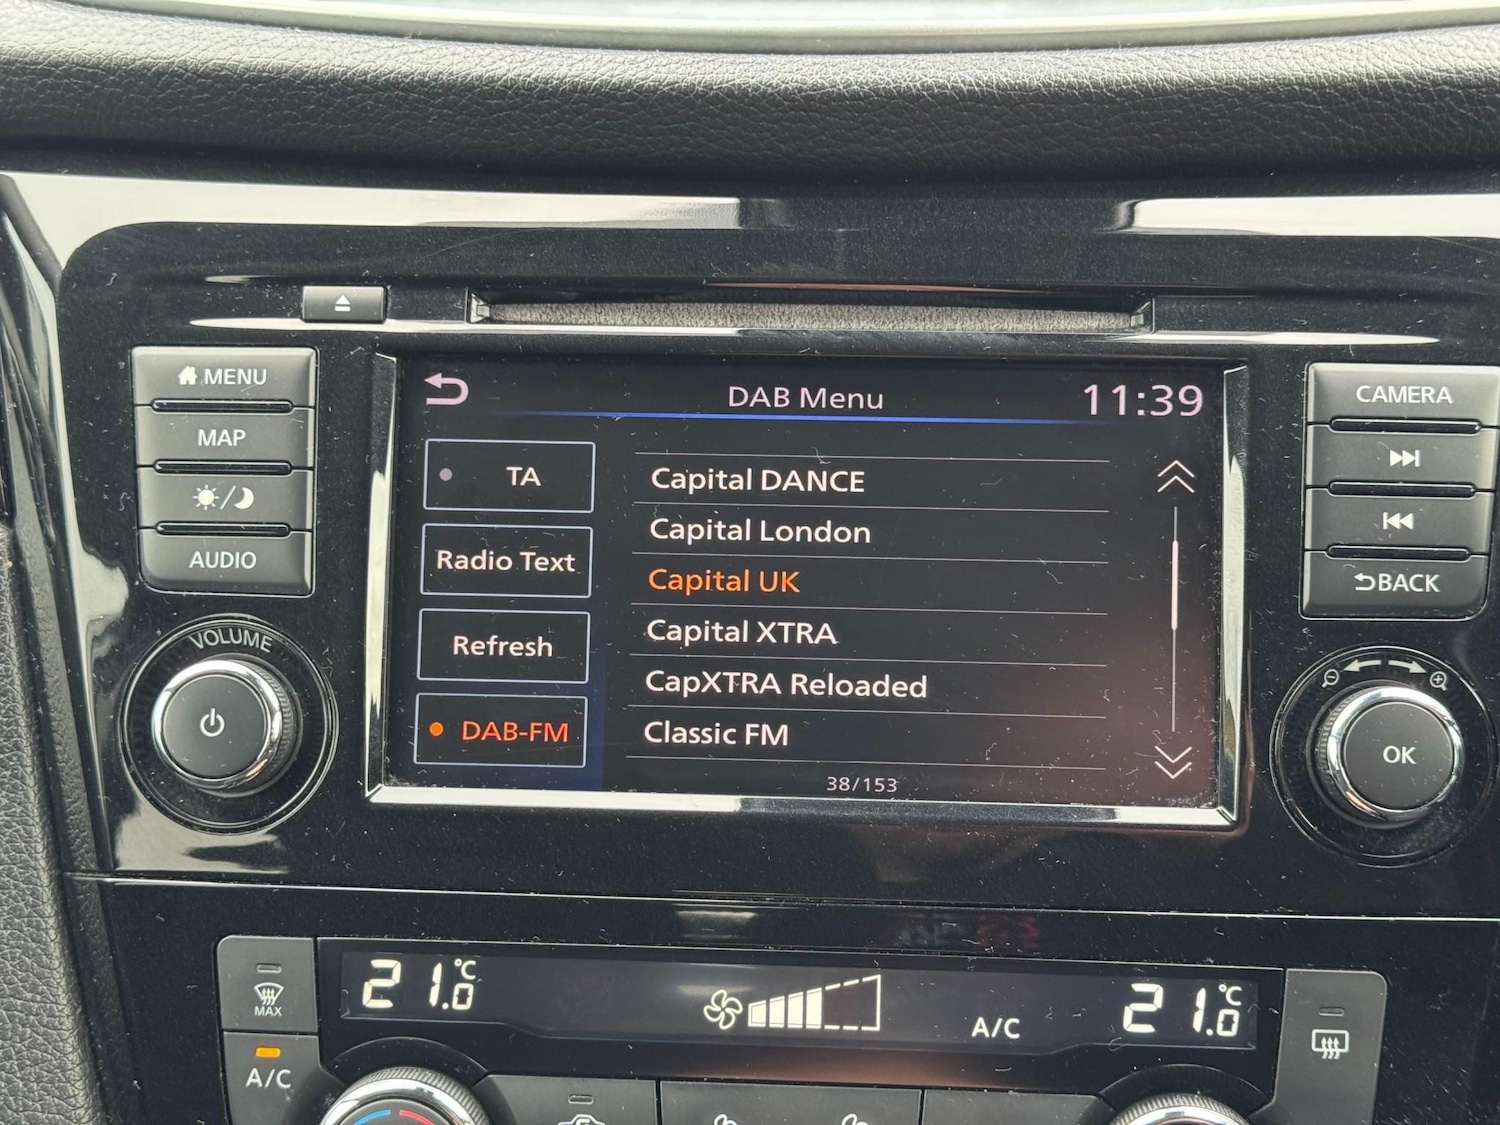 MENU
MAP
AUDIO
VOLUME
DAB Menu
11:39
TA
Radio Text
Refresh
DAB-FM
Capital DANCE
Capital London
Capital UK
Capital XTRA
CapXTRA Reloaded
Classic FM
38/153
CAMERA
BACK
OK
MAX
A/C
21.0°C
A/C
21.0°C